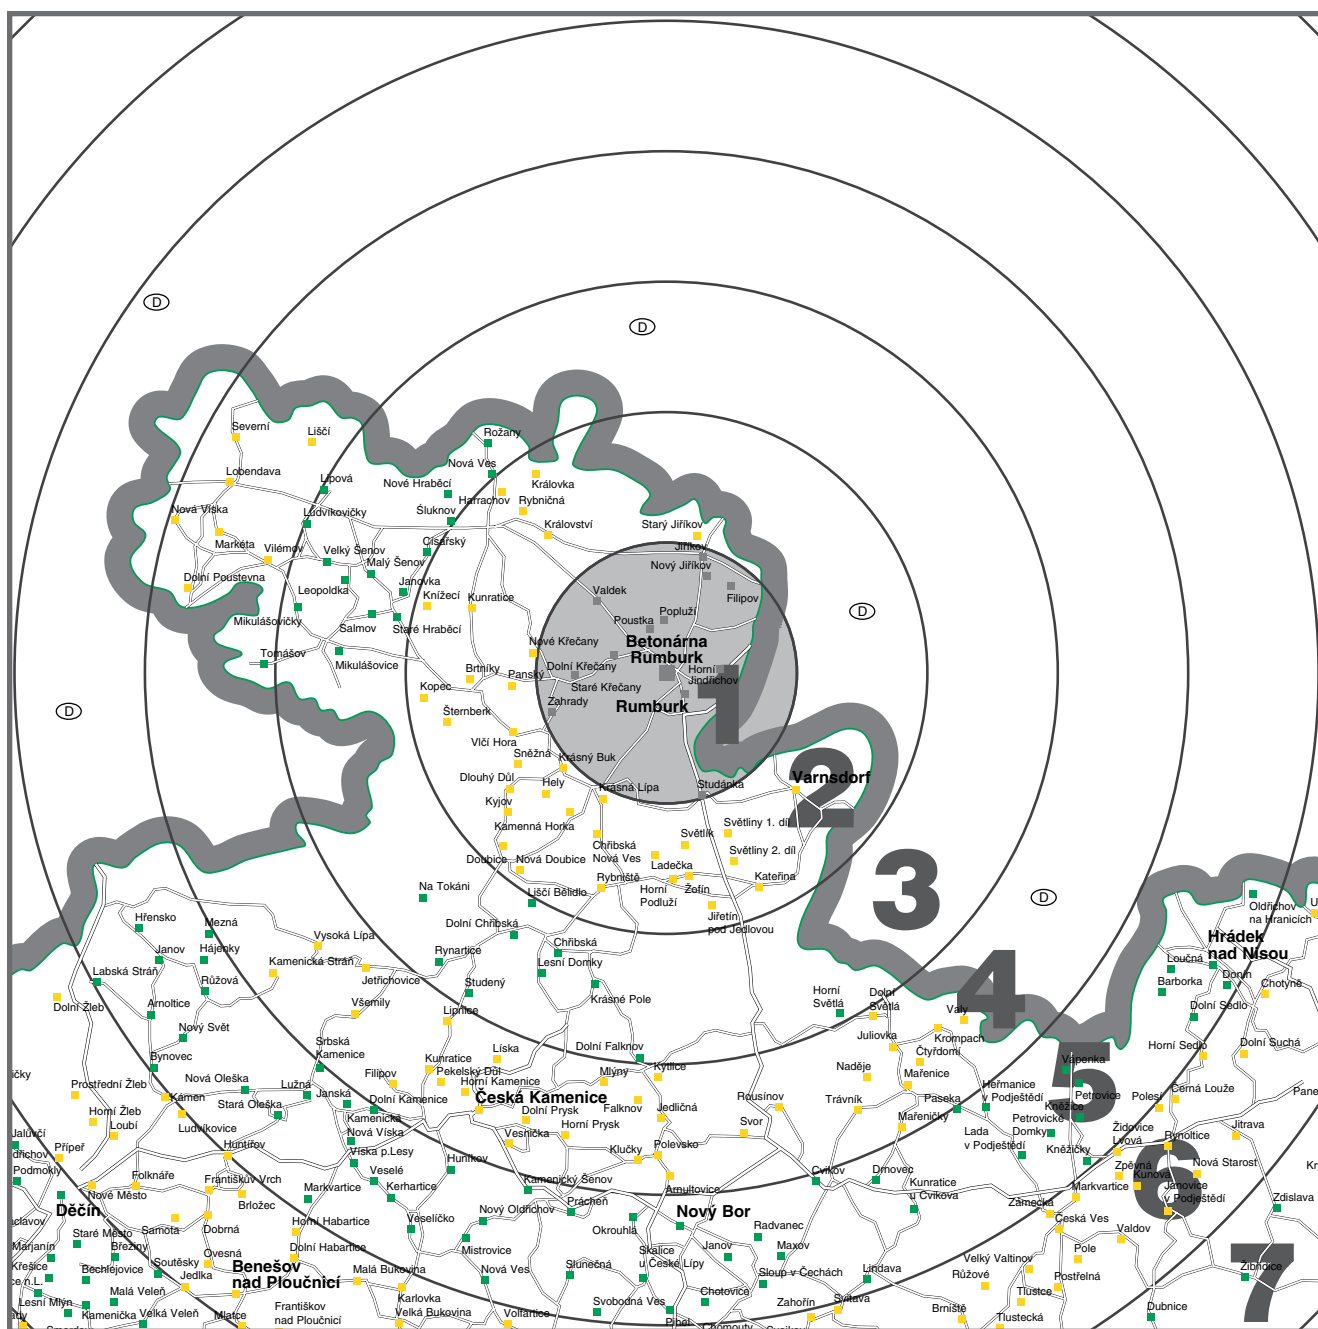 D
D
Severní
Liščí
Rožany
Lobendava
Lipová
Nová Ves
Nové Hraběcí
Královka
Harrachov
Rybničná
Nová Víska
Ludvíkovičky
Šluknov
Království
Starý Jiříkov
Markéta
Vilémov
Velký Šenov
Císařský
Jiříkov
Malý Šenov
Nový Jiříkov
Dolní Poustevna
Leopoldka
Janovka
Knížecí
Kunratice
Valdek
Filipov
D
Mikulášovičky
Salmov
Staré Hraběcí
Poustka
Popluží
Nové Křečany
Betonárna
Rumburk
Tomášov
Mikulášovice
Brtníky
Panský
Dolní Křečany
Horní
Jindřichov
Kopec
Staré Křečany
Zahrady
Rumburk
1
D
Šternberk
Vlčí Hora
Sněžná
Krásný Buk
Dlouhý Důl
Hely
Krásná Lípa
Studánka
2
Varnsdorf
Kyjov
Kamenná Horka
Světliny 1. díl
Světlík
Chřibská
Nová Ves
Doubice
Nová Doubice
Světliny 2. díl
Ladečka
3
Na Tokáni
Liščí Bělidlo
Rybniště
Horní
Podluží
Žofín
Kateřina
D
Oldřichov
na Hranicích
Hřensko
Mezná
Dolní Chřibská
Jiřetín
pod Jedlovou
Vysoká Lípa
Chřibská
Hrádek
nad Nisou
Janov
Hájenky
Rynartice
Lesní Domky
Loučná
Labská Stráň
Kamenická Stráň
Jetřichovice
Růžová
Studený
Krásné Pole
Barborka
Donín
Chotyně
Dolní Žleb
Arnoltice
Všemily
Lipnice
Horní
Světlá
Dolní
Světlá
4
Valy
Dolní Sedlo
Nový Svět
Srbská
Kamenice
Líska
Dolní Falknov
Juliovka
Krompach
Horní Sedlo
Dolní Suchá
Bynovec
Kunratice
Čtyřdomí
5
Vápenka
Filipov
Pekelský Důl
Mlýny
Kytlice
Naděje
Mařenice
Prostřední Žleb
Nová Oleška
Lužná
Horní Kamenice
Heřmanice
v Podještědí
Petrovice
Černá Louže
Kámen
Janská
Dolní Kamenice
Česká Kamenice
Rousínov
Trávník
Paseka
Kněžice
Polesí
Stará Oleška
Falknov
Horní Žleb
Loubí
Ludvíkovice
Kamenická
Nová Víska
Dolní Prysk
Jedličná
Svor
Mařeničky
Petrovické
Domky
Židovice
Lvová
Jitrava
Horní Prysk
Lada
v Podještědí
Rynoltice
Přípeř
Huntířov
Víska p.Lesy
Vesnička
Klučky
Polevsko
Kněžičky
6
Podmokly
Huníkov
Cvikov
Drnovec
Zpěvná
Kunova
Nová Starost
Folknáře
Františkův Vrch
Veselé
Kamenický Šenov
Kunratice
u Cvikova
Nové Město
Markvartice
Kerhartice
Arnultovice
Markvartice
Janovice
v Podještědí
Děčín
Brložec
Prácheň
Zámecká
Zdislava
Veselíčko
Nový Oldřichov
Nový Bor
Česká Ves
Staré Město
Samota
Dobrná
Horní Habartice
Okrouhlá
Radvanec
Valdov
Marjanín
Březiny
Ovesná
Dolní Habartice
Mistrovice
Skalice
u České Lípy
Janov
Maxov
Pole
7
Křešice
Bechlejovice
Soutěsky
Benešov
nad Ploučnicí
Malá Bukovina
Nová Ves
Slunečná
Sloup v Čechách
Lindava
Velký Valtinov
Zibřidice
Jedlka
Růžové
Postřelná
Lesní Mlýn
Malá Veleň
Karlovka
Svobodná Ves
Chotovice
Zahořín
Svitava
Tlustce
Kamenička
Velká Veleň
Mlatce
Františkov
nad Ploučnicí
Velká Bukovina
Volfartice
Pihel
Brniště
Tlustecká
Dubnice